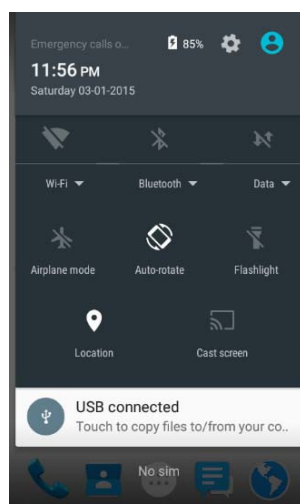 Emergency calls o...
85%
11:56 PM
Saturday 03-01-2015
Wi-Fi
Bluetooth
Data
Airplane mode
Auto-rotate
Flashlight
Location
Cast screen
USB connected
Touch to copy files to/from your co..
No sim